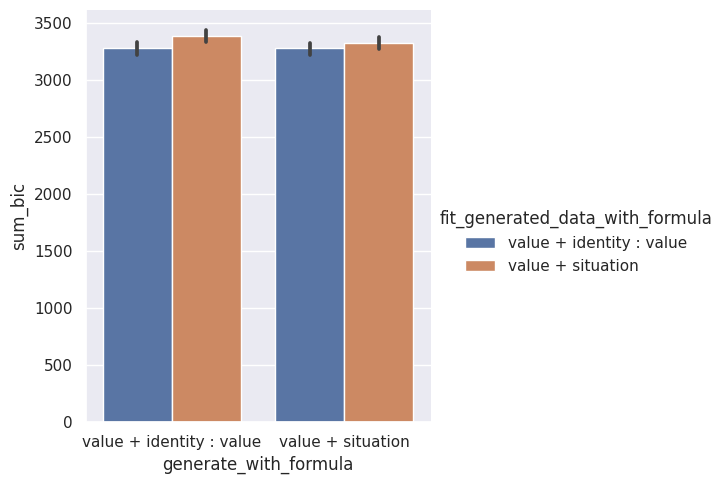 3500
3000
2500
2000
1500
1000
500
0
sum_bic
value + identity : value
value + situation
generate_with_formula
fit_generated_data_with_formula
value + identity : value
value + situation